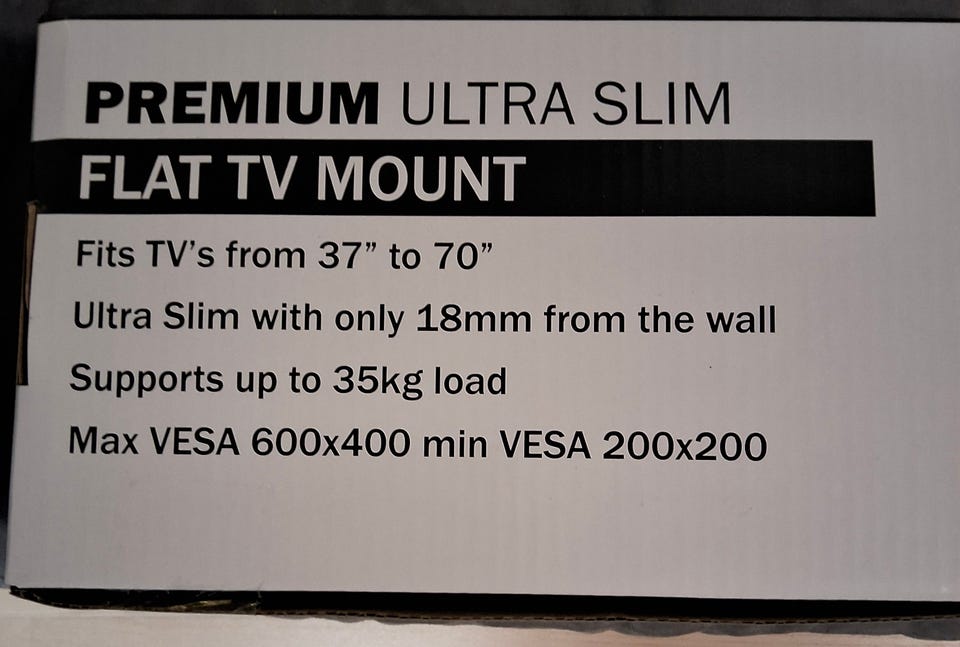 PREMIUM ULTRA SLIM
FLAT TV MOUNT
Fits TV’s from 37” to 70”
Ultra Slim with only 18mm from the wall
Supports up to 35kg load
Max VESA 600x400 min VESA 200x200